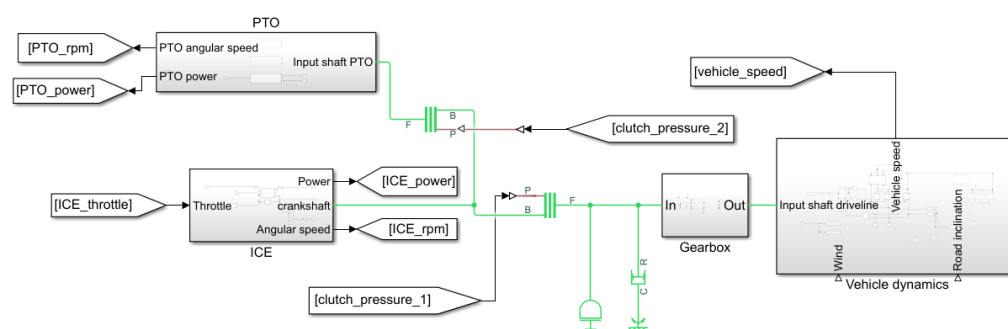 PTO
[PTO_rpm]
PTO angular speed
Input shaft PTO
[PTO_power]
PTO power
[vehicle_speed]
F
B
P
[clutch_pressure_2]
[ICE_throttle]
Throttle
Power
crankshaft
Angular speed
ICE
[ICE_power]
[ICE_rpm]
P
B
F
[clutch_pressure_1]
R
C
In
Out
Gearbox
Input shaft driveline
Vehicle speed
Wind
Road inclination
Vehicle dynamics